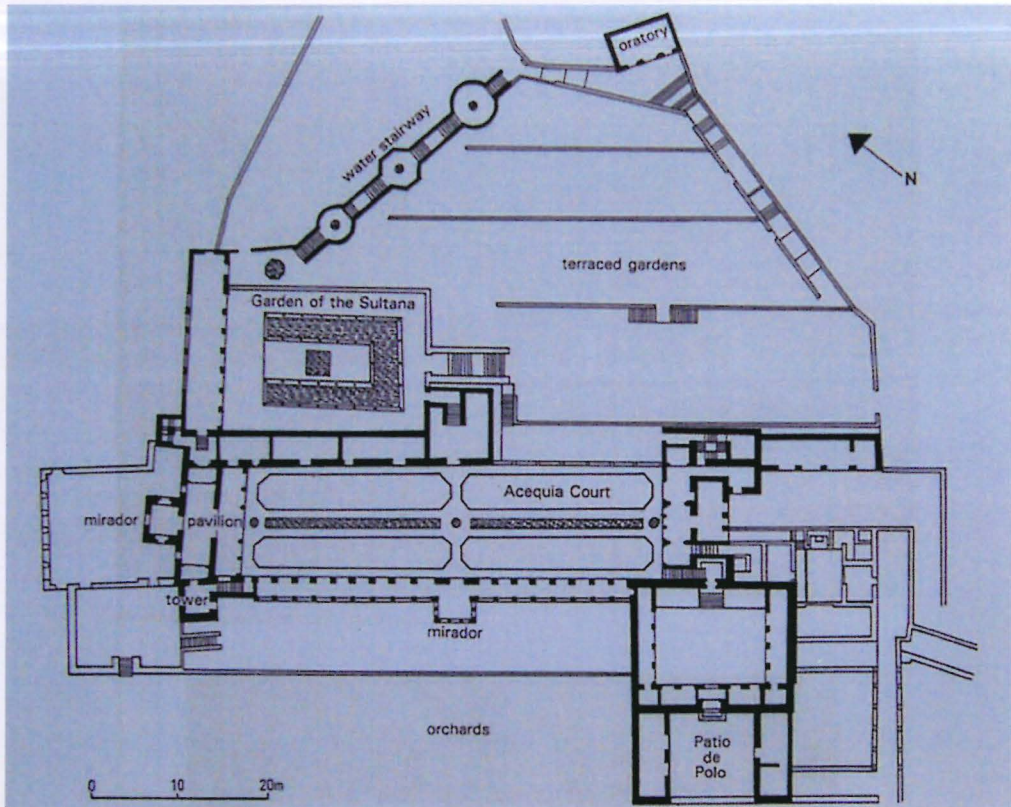 oratory
water stairway
N
terraced gardens
Garden of the Sultana
Acequia Court
mirador
pavilion
tower
mirador
orchards
Patio
de
Polo
0 10 20m